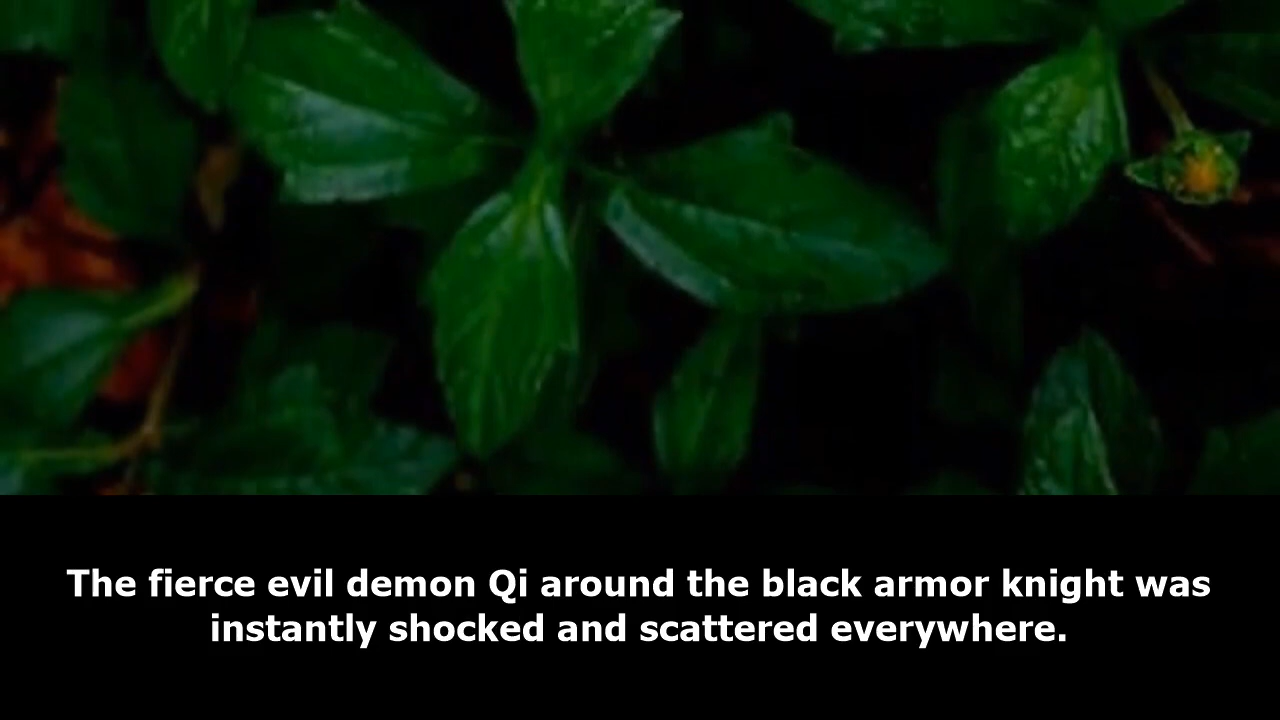 The fierce evil demon Qi around the black armor knight was
instantly shocked and scattered everywhere.